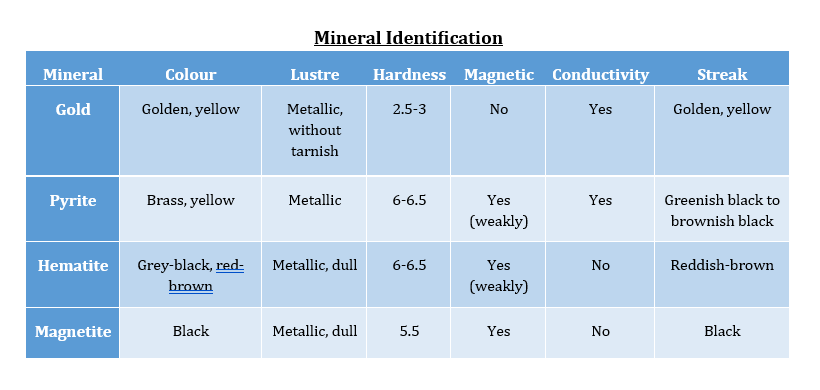 Mineral Identification
Mineral Colour Lustre Hardness Magnetic Conductivity Streak
Gold Golden, yellow Metallic, 2.5-3 No Yes Golden, yellow
without
tarnish
Pyrite Brass, yellow Metallic 6-6.5 Yes Yes Greenish black to
(weakly) brownish black
Hematite Grey-black, red- Metallic, dull 6-6.5 Yes No Reddish-brown
brown (weakly)
Magnetite Black Metallic, dull 5.5 Yes No Black